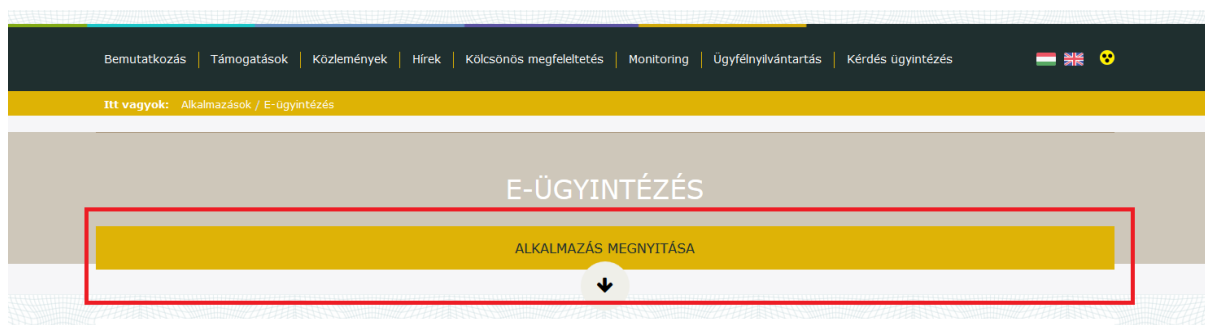 Bemutatkozás Támogatások Közlemények Hírek Kölcsönös megfeleltetés Monitoring Ügyfélnyilvántartás Kérdés ügyintézés
Itt vagyok: Alkalmazások / E-ügyintézés
E-ÜGYINTÉZÉS
ALKALMAZÁS MEGNYITÁSA